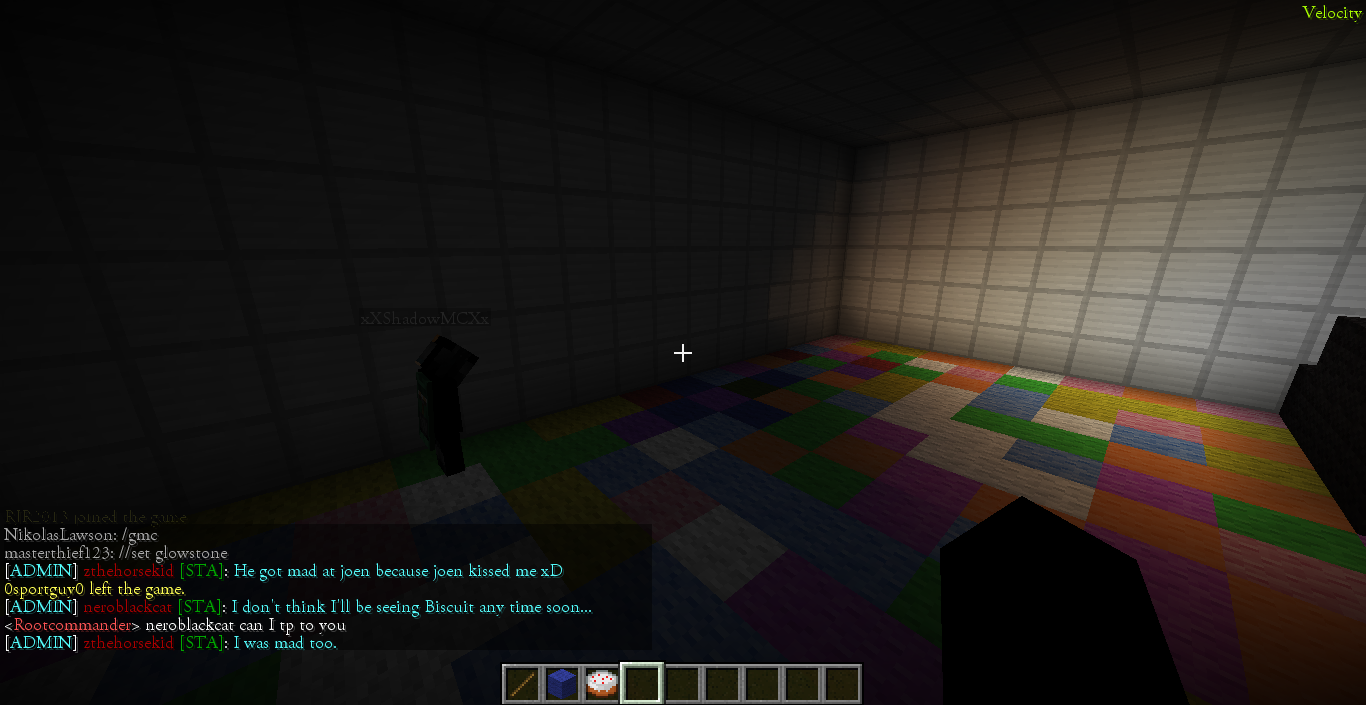 Velocity
xXShadowMCXx
RJR2013 joined the game
NikolasLawson: /gmc
masterthief123: //set glowstone
[ADMIN] zthehorsekid [STA]: He got mad at joen because joen kissed me xD
0sportguy0 left the game.
[ADMIN] neroblackcat [STA]: I don't think I'll be seeing Biscuit any time soon...
<Rootcommander> neroblackcat can I tp to you
[ADMIN] zthehorsekid [STA]: I was mad too.